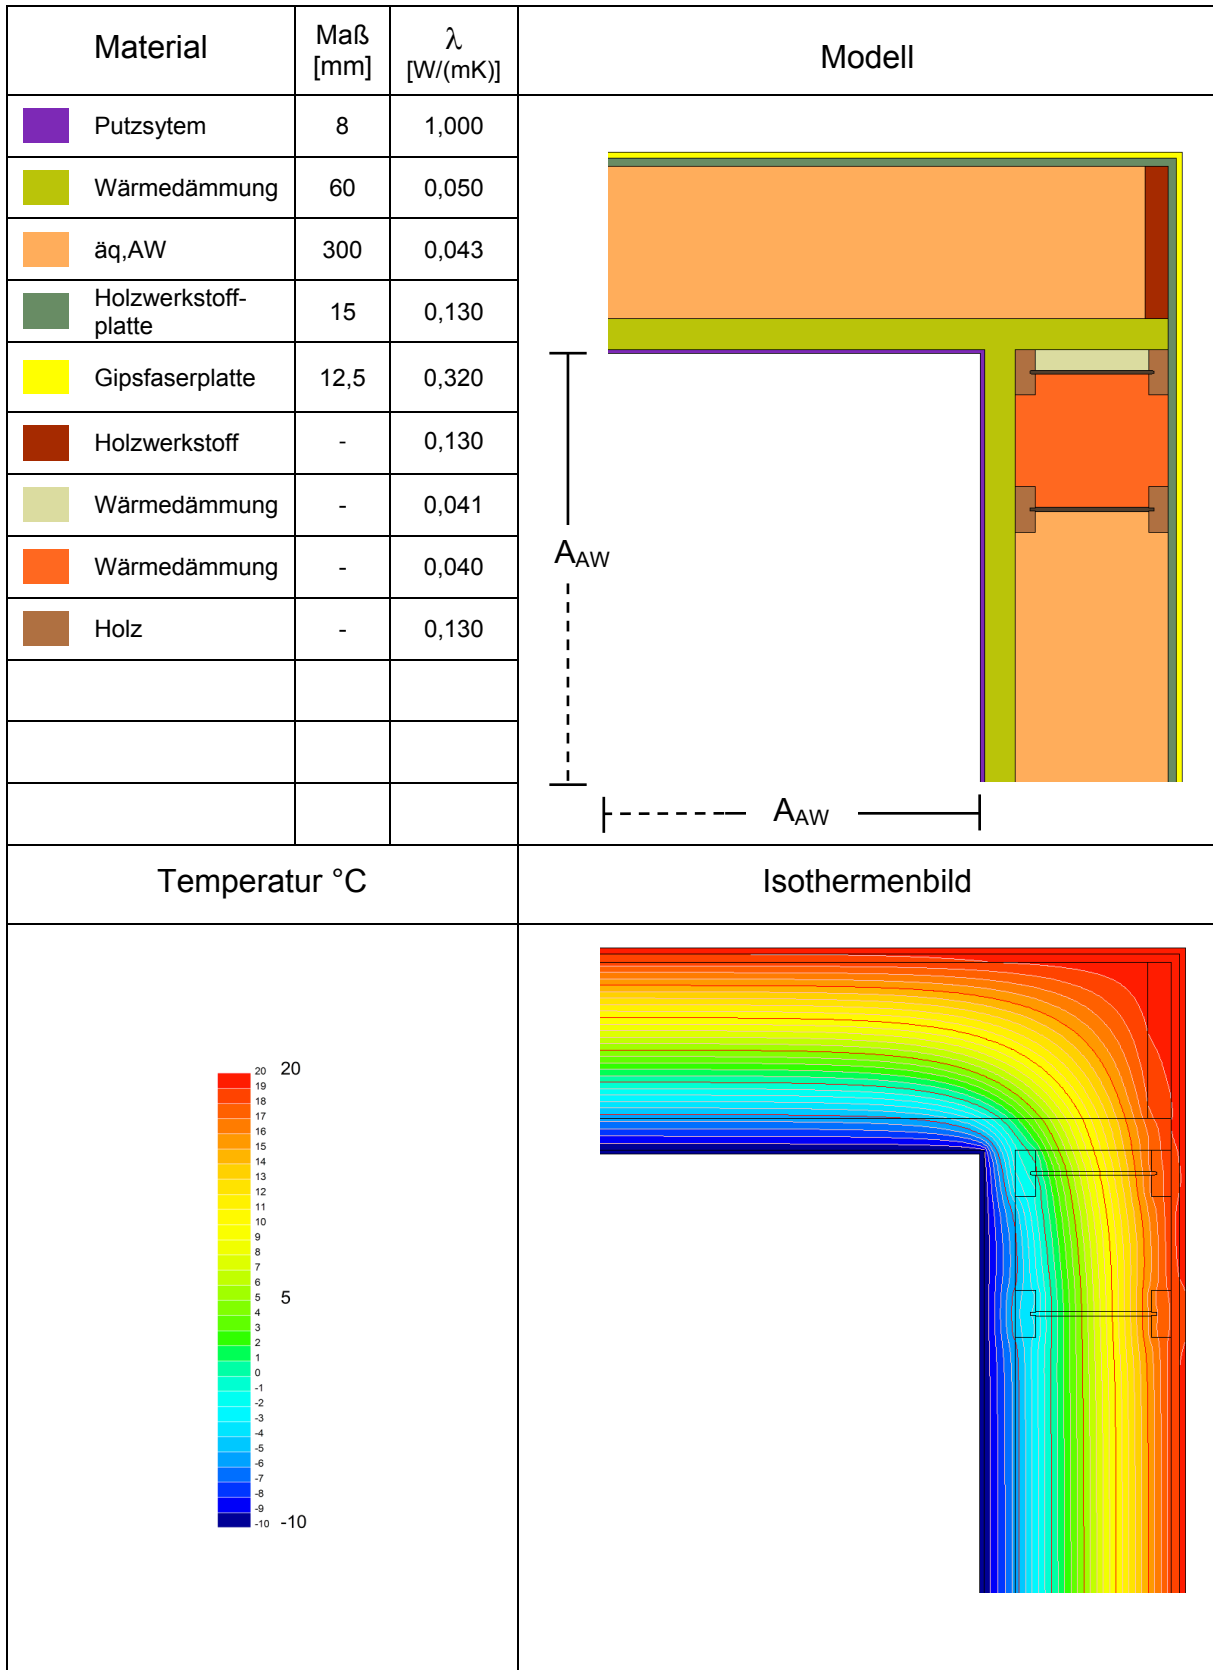 Material
Maß
[mm]
λ
[W/(mK)]
Modell
Putzsytem 8 1,000
Wärmedämmung 60 0,050
äq,AW 300 0,043
Holzwerkstoff-
platte 15 0,130
Gipsfaserplatte 12,5 0,320
Holzwerkstoff - 0,130
Wärmedämmung - 0,041
Wärmedämmung - 0,040
Holz - 0,130
A_AW
A_AW
Temperatur °C
Isothermenbild
20 20
19
18
17
16
15
14
13
12
11
10
9
8
7
6
5 5
4
3
2
1
0
-1
-2
-3
-4
-5
-6
-7
-8
-9
-10 -10